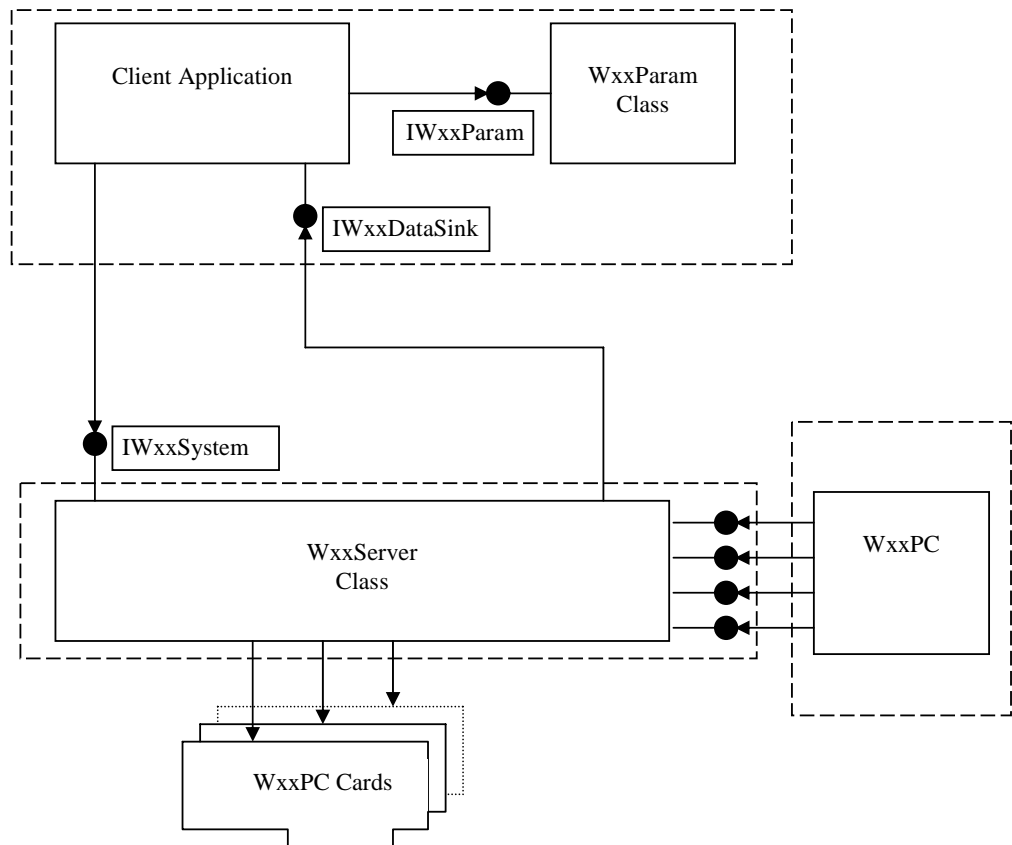 Client Application
WxxParam
Class
IWxxParam
IWxxDataSink
IWxxSystem
WxxServer
Class
WxxPC
WxxPC Cards